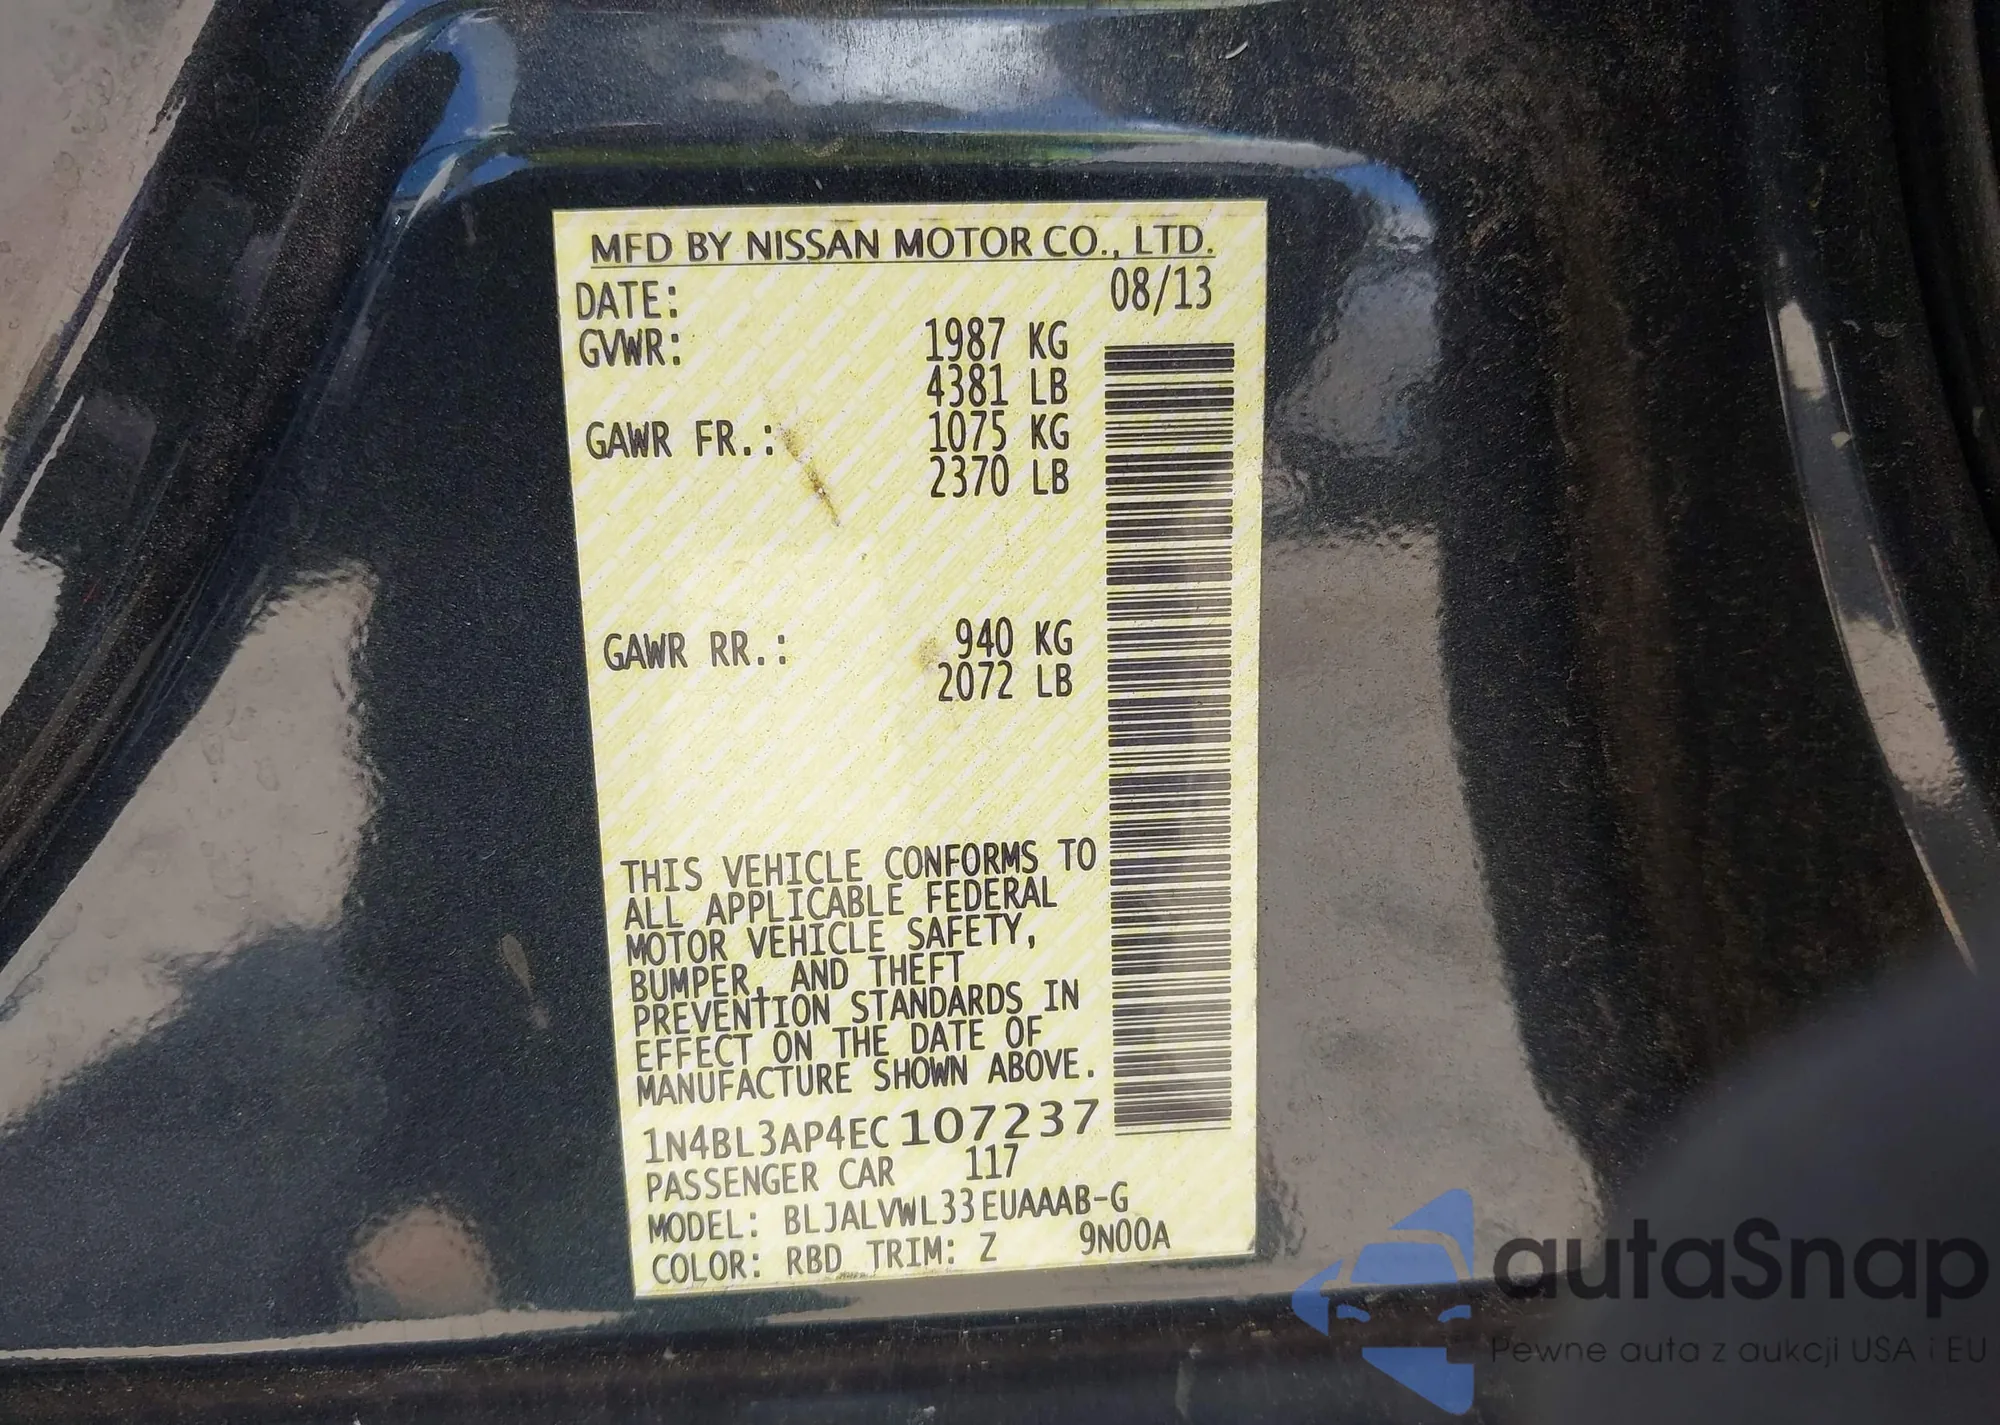 MFD BY NISSAN MOTOR CO., LTD.
DATE: 08/13
GVWR: 1987 KG
4381 LB
GAWR FR.: 1075 KG
2370 LB
GAWR RR.: 940 KG
2072 LB
THIS VEHICLE CONFORMS TO
ALL APPLICABLE FEDERAL
MOTOR VEHICLE SAFETY,
BUMPER, AND THEFT
PREVENTION STANDARDS IN
EFFECT ON THE DATE OF
MANUFACTURE SHOWN ABOVE.
1N4BL3AP4EC107237
PASSENGER CAR 117
MODEL: BLJALVWL33EUAAAB-G
COLOR: RBD TRIM: Z 9N00A
autaSnap
Pewne auta z aukcji USA i EU